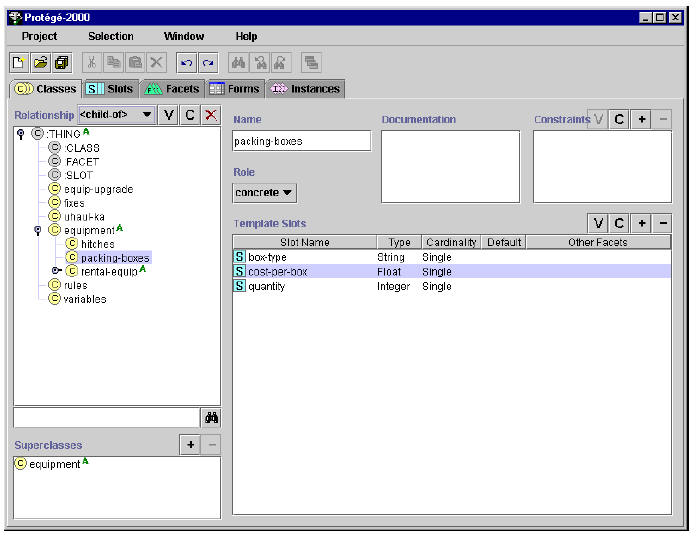 Protégé-2000
Project Selection Window Help
Classes Slots Facets Forms Instances
Relationship <child-of> V C
:THING A
:CLASS
:FACET
:SLOT
equip-upgrade
fixes
uhaul-ka
equipment A
hitches
packing-boxes
rental-equip A
rules
variables
Superclasses + -
equipment A
Name Documentation Constraints V C + -
packing-boxes
Role
concrete
Template Slots V C + -
Slot Name Type Cardinality Default Other Facets
S box-type String Single
S cost-per-box Float Single
S quantity Integer Single